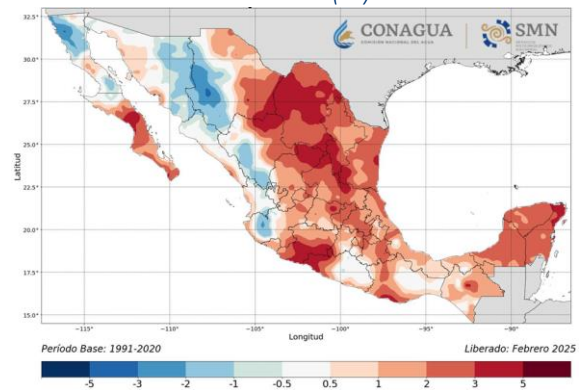 CONAGUA
COMISIÓN NACIONAL DEL AGUA
SMN
32.5°
30.0°
27.5°
25.0°
22.5°
20.0°
17.5°
15.0°
Latitud
-115°
-110°
-105°
-100°
-95°
-90°
Longitud
Período Base: 1991-2020
Liberado: Febrero 2025
-5 -3 -2 -1 -0.5 0.5 1 2 3 5